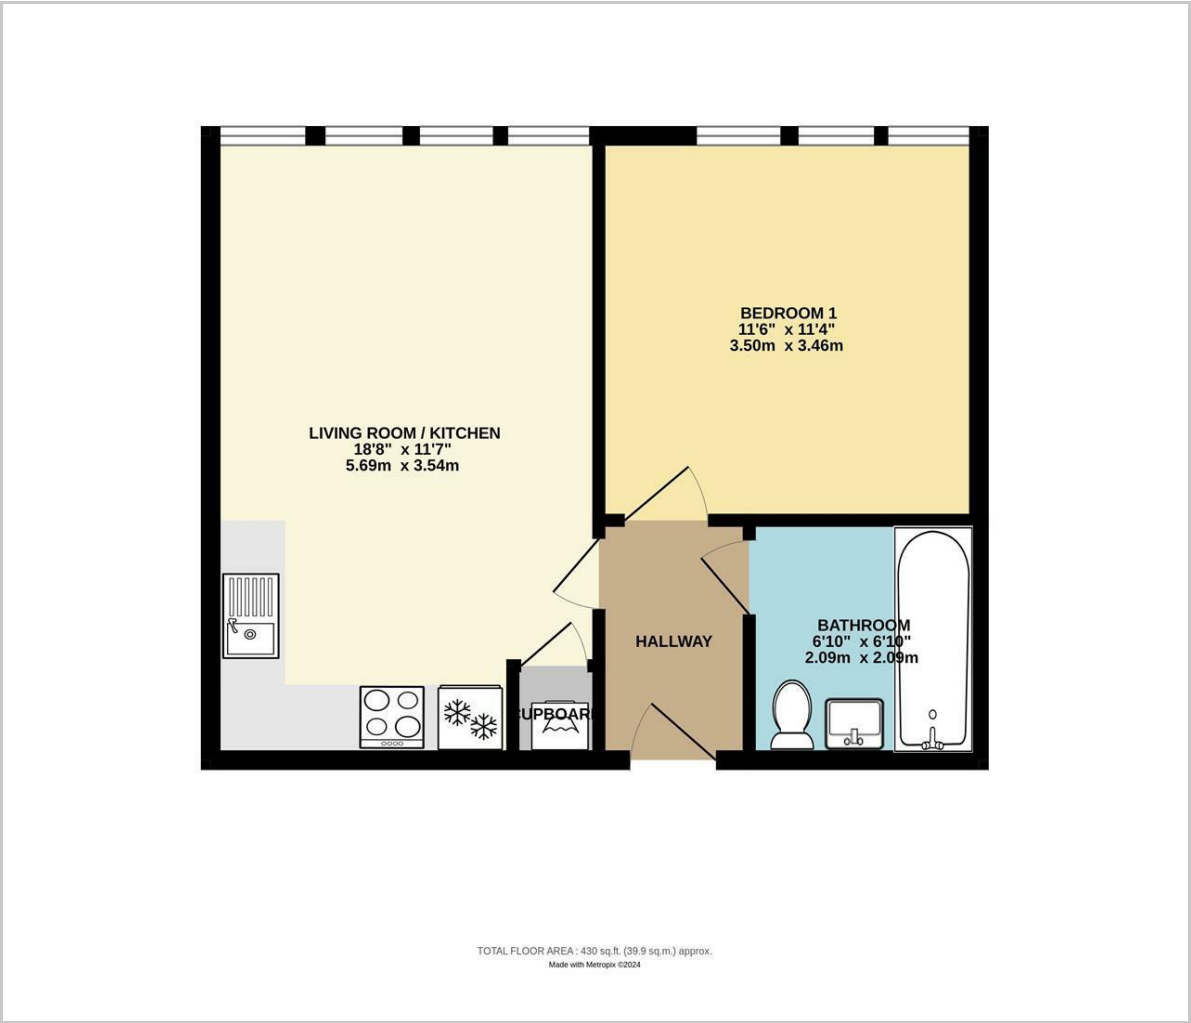 BEDROOM 1
11'6" x 11'4"
3.50m x 3.46m
LIVING ROOM / KITCHEN
18'8" x 11'7"
5.69m x 3.54m
HALLWAY
BATHROOM
6'10" x 6'10"
2.09m x 2.09m
CUPBOARD
TOTAL FLOOR AREA : 430 sq.ft. (39.9 sq.m.) approx.
Made with Metropix ©2024